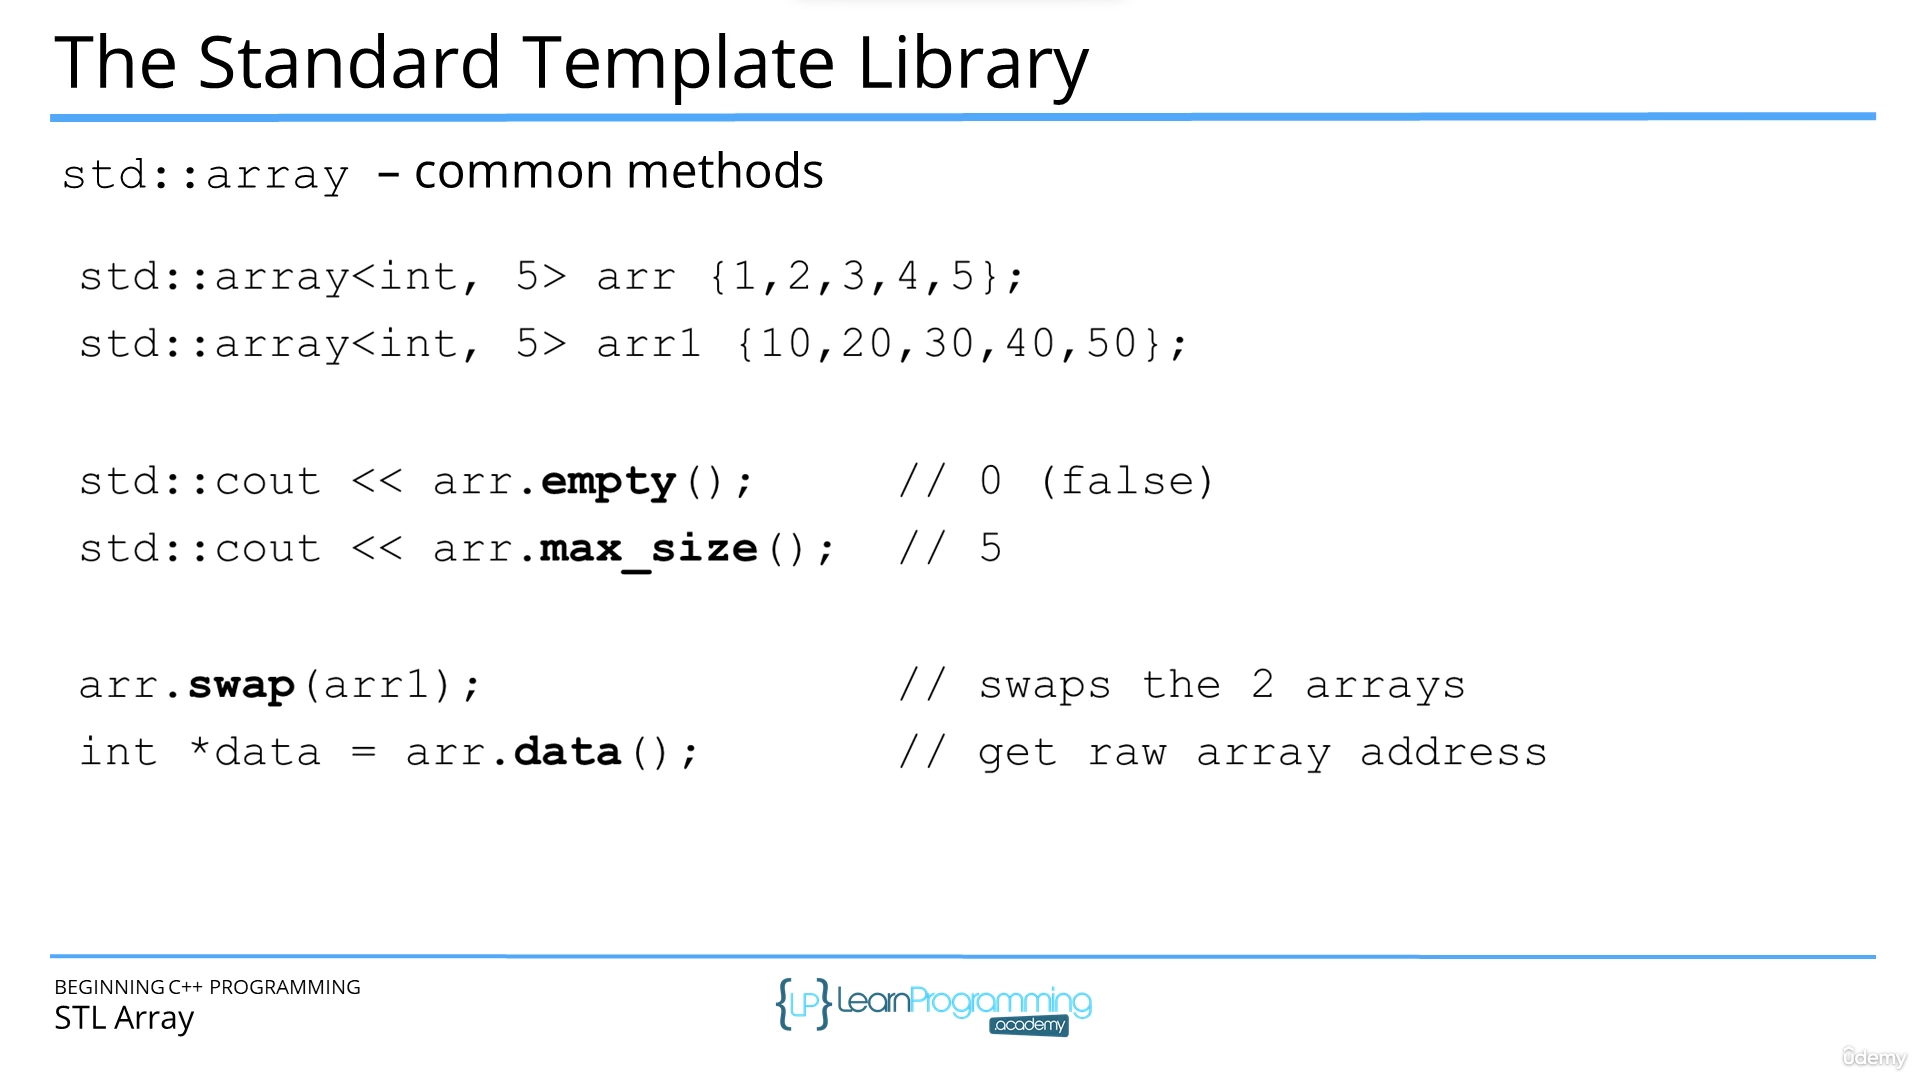 The Standard Template Library
std::array – common methods
std::array<int, 5> arr {1,2,3,4,5};
std::array<int, 5> arr1 {10,20,30,40,50};
std::cout << arr.empty();     // 0 (false)
std::cout << arr.max_size();  // 5
arr.swap(arr1);               // swaps the 2 arrays
int *data = arr.data();       // get raw array address
BEGINNING C++ PROGRAMMING
STL Array
{LP} LearnProgramming
.academy
ûdemy